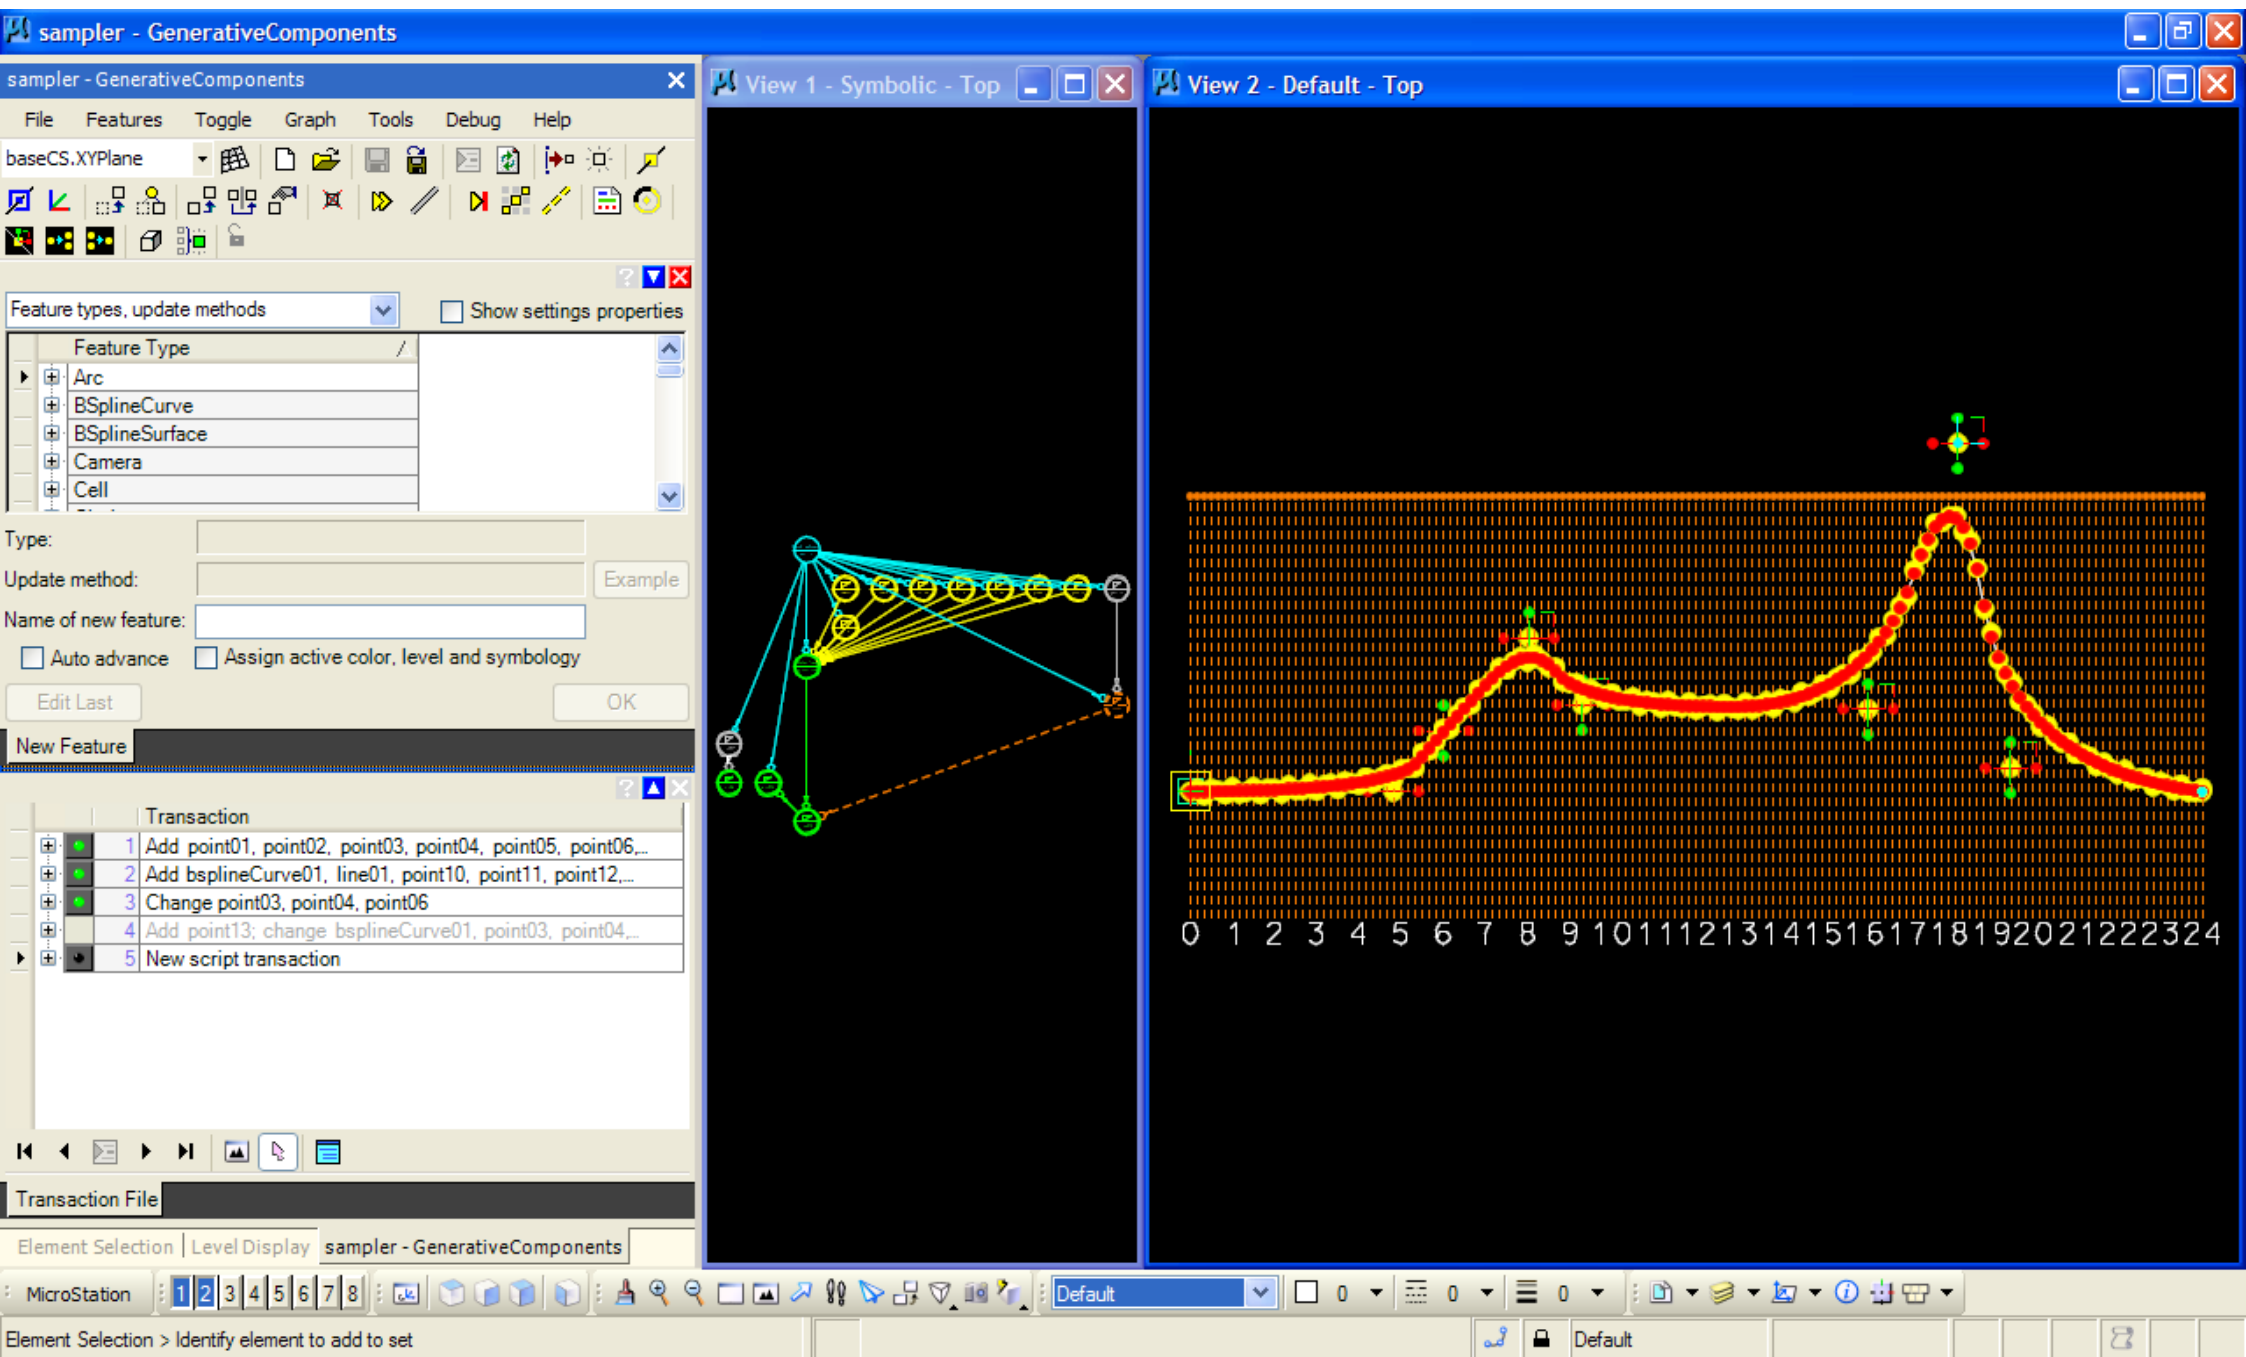 sampler - GenerativeComponents
sampler - GenerativeComponents
File Features Toggle Graph Tools Debug Help
baseCS.XYPlane
Feature types, update methods
Show settings properties
Feature Type
Arc
BSplineCurve
BSplineSurface
Camera
Cell
Type:
Update method:
Example
Name of new feature:
Auto advance
Assign active color, level and symbology
Edit Last
OK
New Feature
Transaction
1 Add point01, point02, point03, point04, point05, point06,...
2 Add bsplineCurve01, line01, point10, point11, point12,...
3 Change point03, point04, point06
4 Add point13; change bsplineCurve01, point03, point04,...
5 New script transaction
Transaction File
Element Selection Level Display sampler - GenerativeComponents
View 1 - Symbolic - Top
View 2 - Default - Top
0 1 2 3 4 5 6 7 8 9 10 11 12 13 14 15 16 17 18 19 20 21 22 23 24
MicroStation 1 2 3 4 5 6 7 8 Default 0 0 0
Element Selection > Identify element to add to set
Default